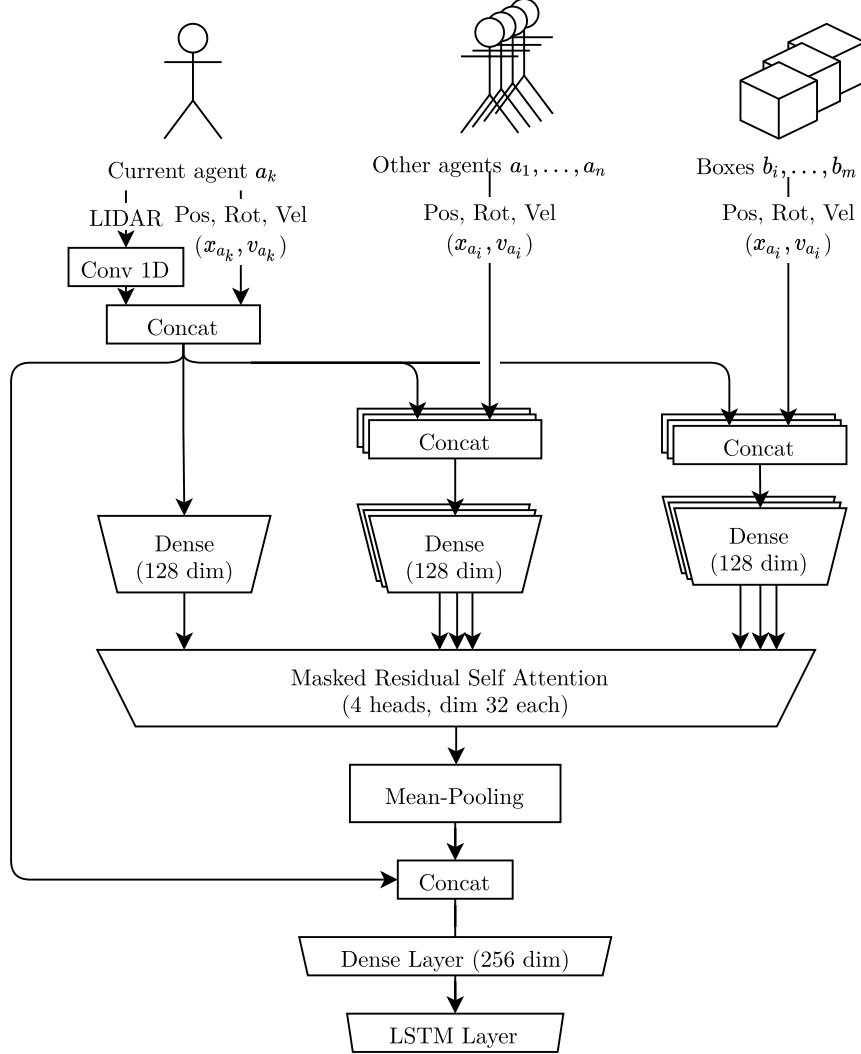 Current agent a_k
Other agents a_1, . . . , a_n
Boxes b_i, . . . , b_m
LIDAR
Pos, Rot, Vel
(x_{a_k}, v_{a_k})
Pos, Rot, Vel
(x_{a_i}, v_{a_i})
Pos, Rot, Vel
(x_{a_i}, v_{a_i})
Conv 1D
Concat
Concat
Concat
Dense
(128 dim)
Dense
(128 dim)
Dense
(128 dim)
Masked Residual Self Attention
(4 heads, dim 32 each)
Mean-Pooling
Concat
Dense Layer (256 dim)
LSTM Layer